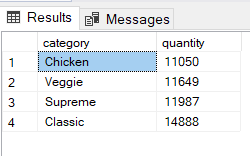 Results Messages
category quantity
1 Chicken 11050
2 Veggie 11649
3 Supreme 11987
4 Classic 14888